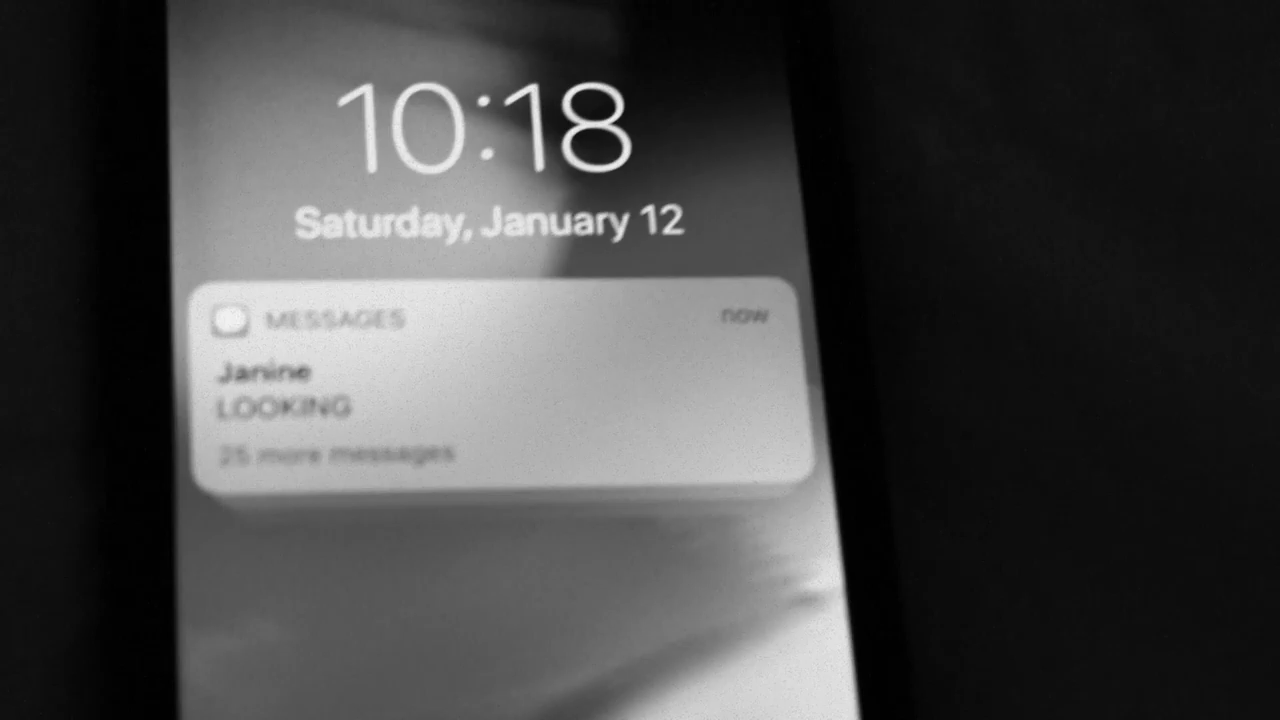 10:18
Saturday, January 12
MESSAGES now
Janine
LOOKING
25 more messages